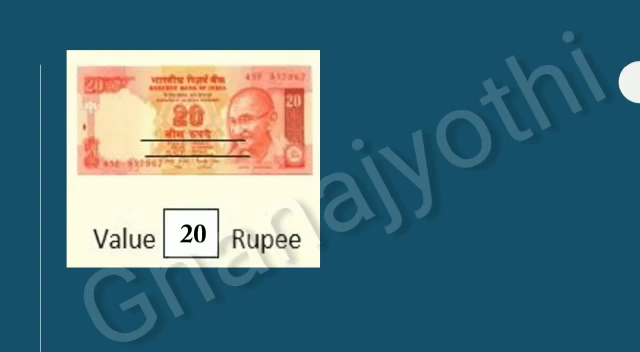 भारतीय रिज़र्व बैंक
RESERVE BANK OF INDIA
20
20
बीस रुपये
Value 20 Rupee
Gnanajyothi